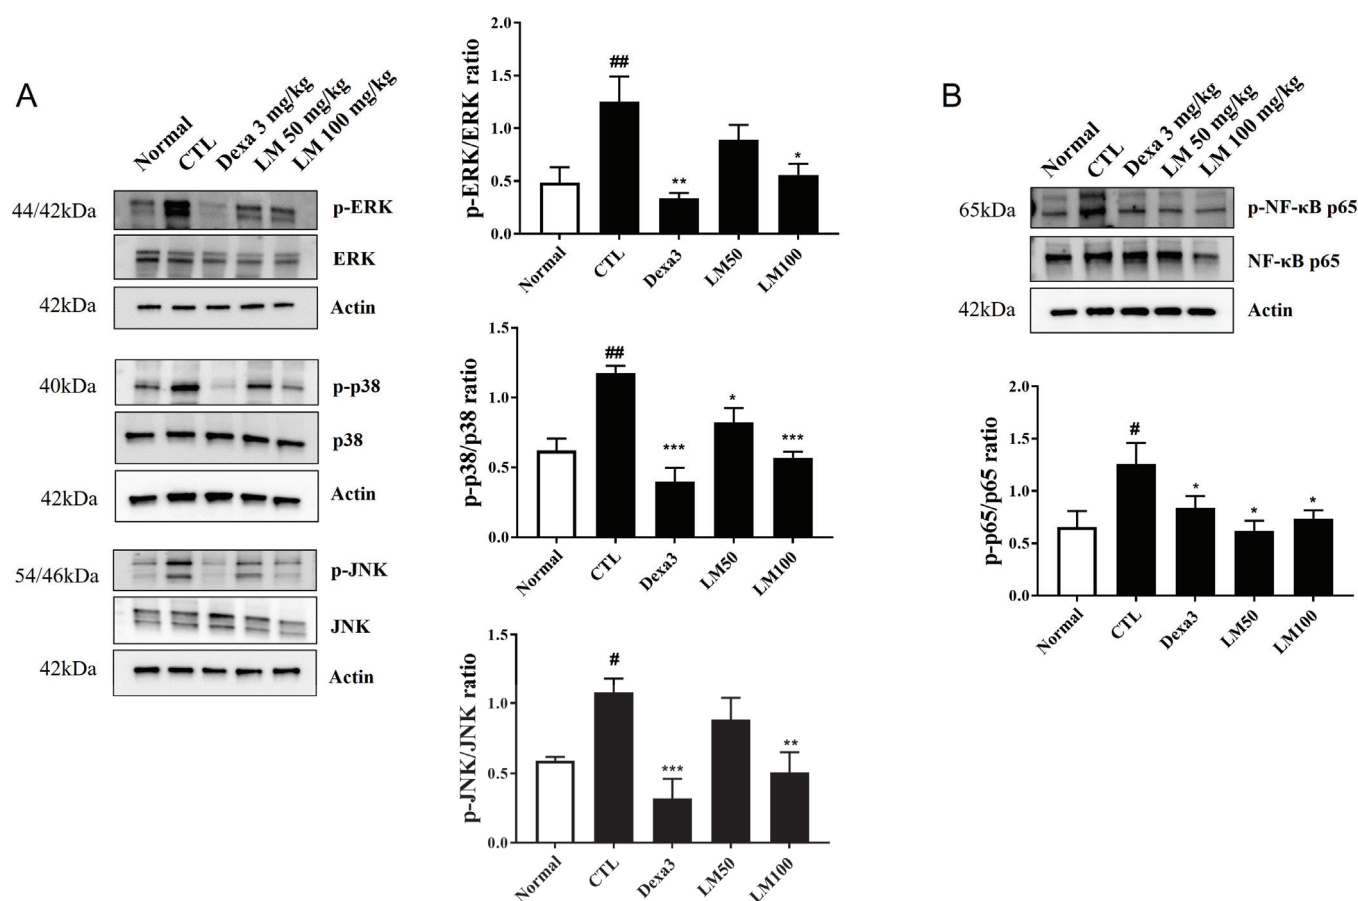 A
Normal
CTL
Dexa 3 mg/kg
LM 50 mg/kg
LM 100 mg/kg
44/42kDa
p-ERK
ERK
42kDa
Actin
40kDa
p-p38
p38
42kDa
Actin
54/46kDa
p-JNK
JNK
42kDa
Actin
p-ERK/ERK ratio
2.0
1.5
1.0
0.5
0.0
##
**
*
Normal
CTL
Dexa3
LM50
LM100
p-p38/p38 ratio
1.5
1.0
0.5
0.0
##
***
*
***
Normal
CTL
Dexa3
LM50
LM100
p-JNK/JNK ratio
1.5
1.0
0.5
0.0
#
***
**
Normal
CTL
Dexa3
LM50
LM100
B
Normal
CTL
Dexa 3 mg/kg
LM 50 mg/kg
LM 100 mg/kg
65kDa
p-NF-κB p65
NF-κB p65
42kDa
Actin
p-p65/p65 ratio
2.0
1.5
1.0
0.5
0.0
#
*
*
*
Normal
CTL
Dexa3
LM50
LM100